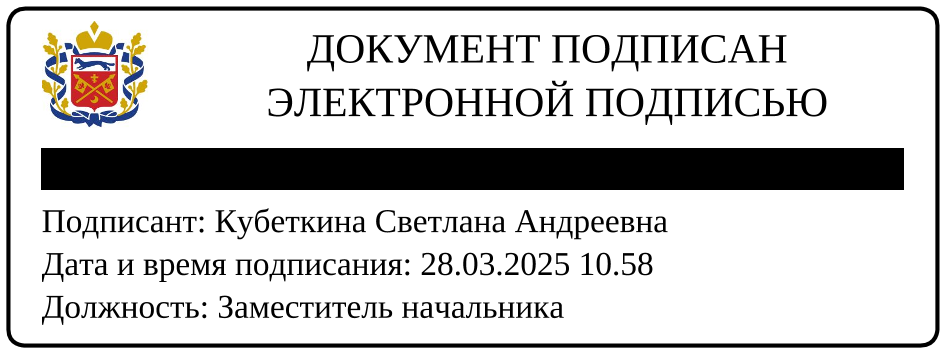 ДОКУМЕНТ ПОДПИСАН
ЭЛЕКТРОННОЙ ПОДПИСЬЮ
Подписант: Кубеткина Светлана Андреевна
Дата и время подписания: 28.03.2025 10.58
Должность: Заместитель начальника